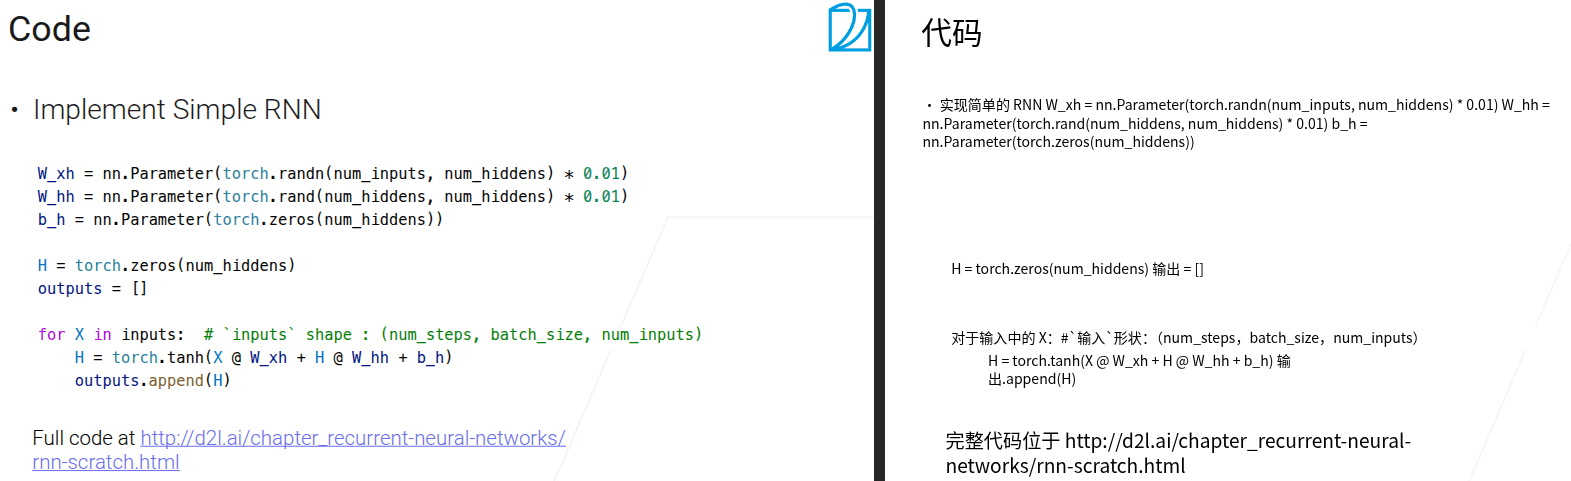 Code
• Implement Simple RNN
W_xh = nn.Parameter(torch.randn(num_inputs, num_hiddens) * 0.01)
W_hh = nn.Parameter(torch.rand(num_hiddens, num_hiddens) * 0.01)
b_h = nn.Parameter(torch.zeros(num_hiddens))
H = torch.zeros(num_hiddens)
outputs = []
for X in inputs:  # `inputs` shape : (num_steps, batch_size, num_inputs)
    H = torch.tanh(X @ W_xh + H @ W_hh + b_h)
    outputs.append(H)
Full code at http://d2l.ai/chapter_recurrent-neural-networks/
rnn-scratch.html
代码
• 实现简单的 RNN W_xh = nn.Parameter(torch.randn(num_inputs, num_hiddens) * 0.01) W_hh =
nn.Parameter(torch.rand(num_hiddens, num_hiddens) * 0.01) b_h =
nn.Parameter(torch.zeros(num_hiddens))
H = torch.zeros(num_hiddens) 输出 = []
对于输入中的 X：#`输入`形状：（num_steps，batch_size，num_inputs）
H = torch.tanh(X @ W_xh + H @ W_hh + b_h) 输
出.append(H)
完整代码位于 http://d2l.ai/chapter_recurrent-neural-
networks/rnn-scratch.html